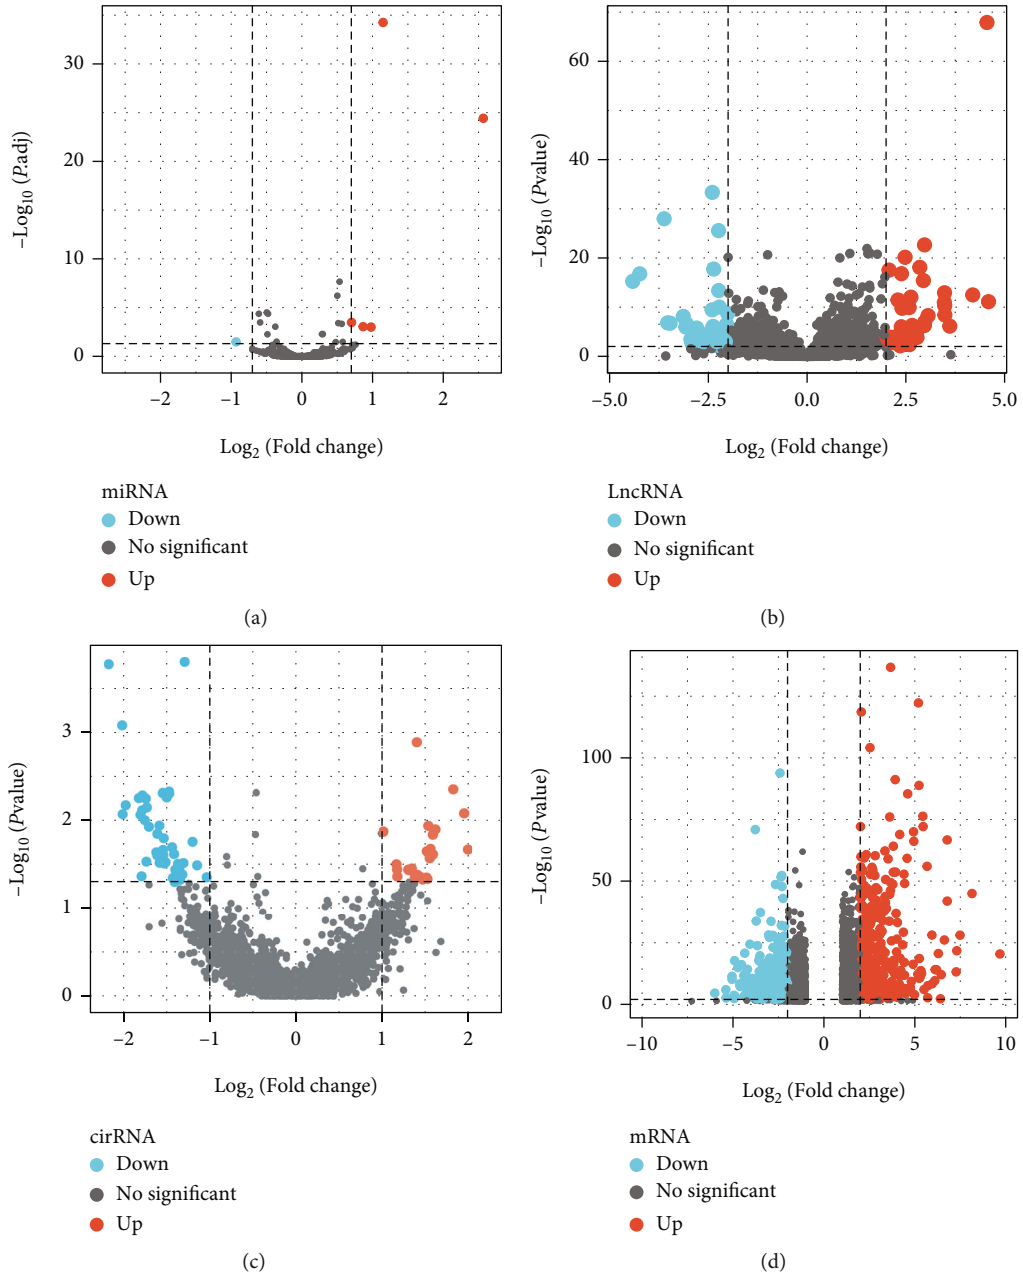 30
20
10
0
−Log10 (P.adj)
−2
−1
0
1
2
Log2 (Fold change)
miRNA
Down
No significant
Up
(a)
60
40
20
0
−Log10 (Pvalue)
−5.0
−2.5
0.0
2.5
5.0
Log2 (Fold change)
LncRNA
Down
No significant
Up
(b)
3
2
1
0
−Log10 (Pvalue)
−2
−1
0
1
2
Log2 (Fold change)
cirRNA
Down
No significant
Up
(c)
100
50
0
−Log10 (Pvalue)
−10
−5
0
5
10
Log2 (Fold change)
mRNA
Down
No significant
Up
(d)